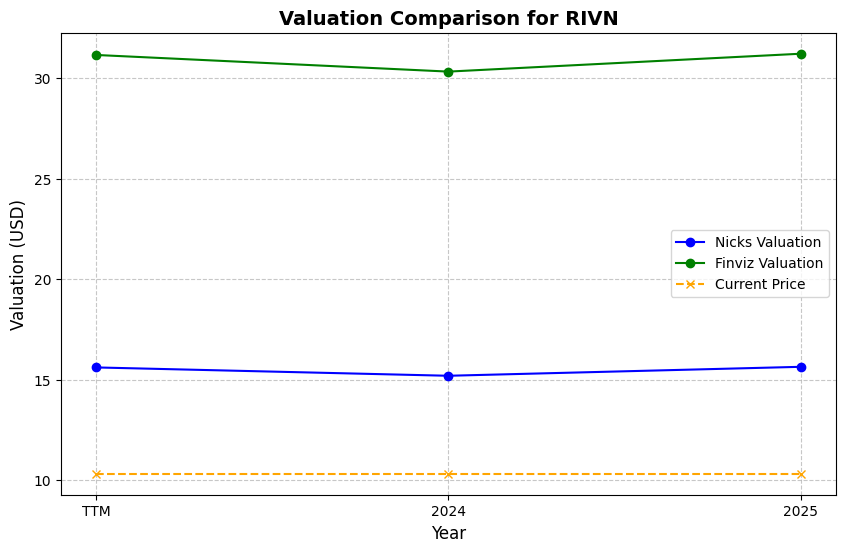 Valuation Comparison for RIVN
Valuation (USD)
30
25
20
15
10
Nicks Valuation
Finviz Valuation
Current Price
TTM
2024
2025
Year